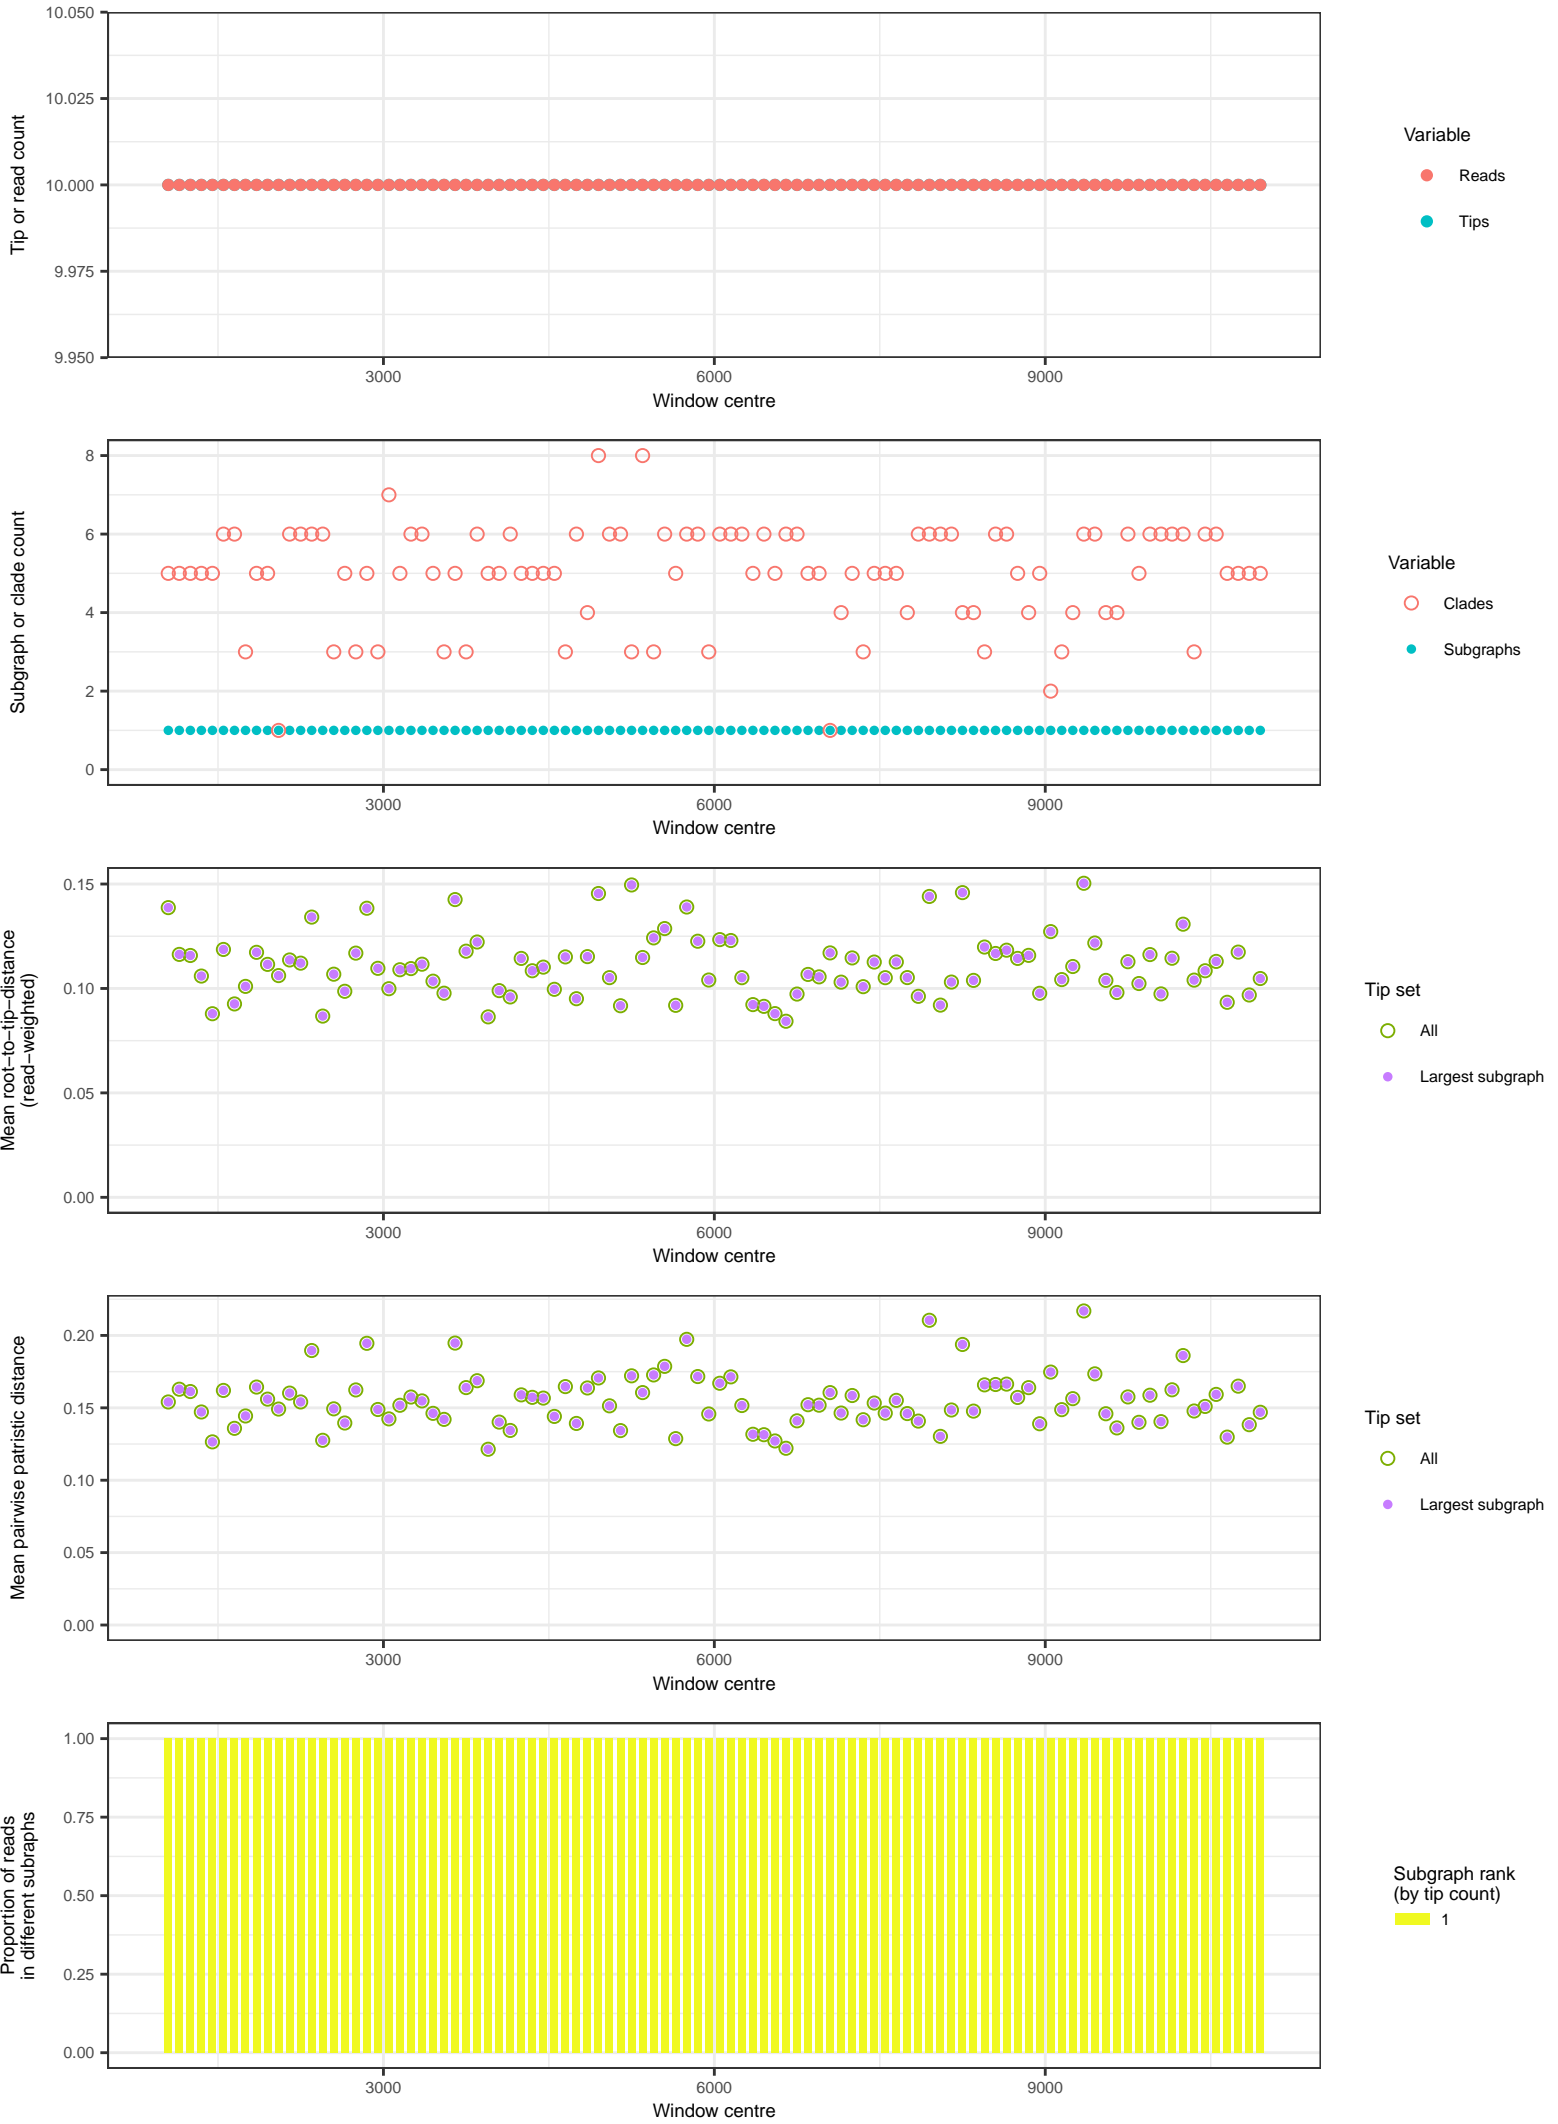 10.050
10.025
10.000
9.975
9.950
Tip or read count
3000
6000
9000
Window centre
Variable
Reads
Tips
8
6
4
2
0
Subgraph or clade count
3000
6000
9000
Window centre
Variable
Clades
Subgraphs
0.15
0.10
0.05
0.00
Mean root−to−tip−distance
(read−weighted)
3000
6000
9000
Window centre
Tip set
All
Largest subgraph
0.20
0.15
0.10
0.05
0.00
Mean pairwise patristic distance
3000
6000
9000
Window centre
Tip set
All
Largest subgraph
1.00
0.75
0.50
0.25
0.00
Proportion of reads
in different subraphs
3000
6000
9000
Window centre
Subgraph rank
(by tip count)
1